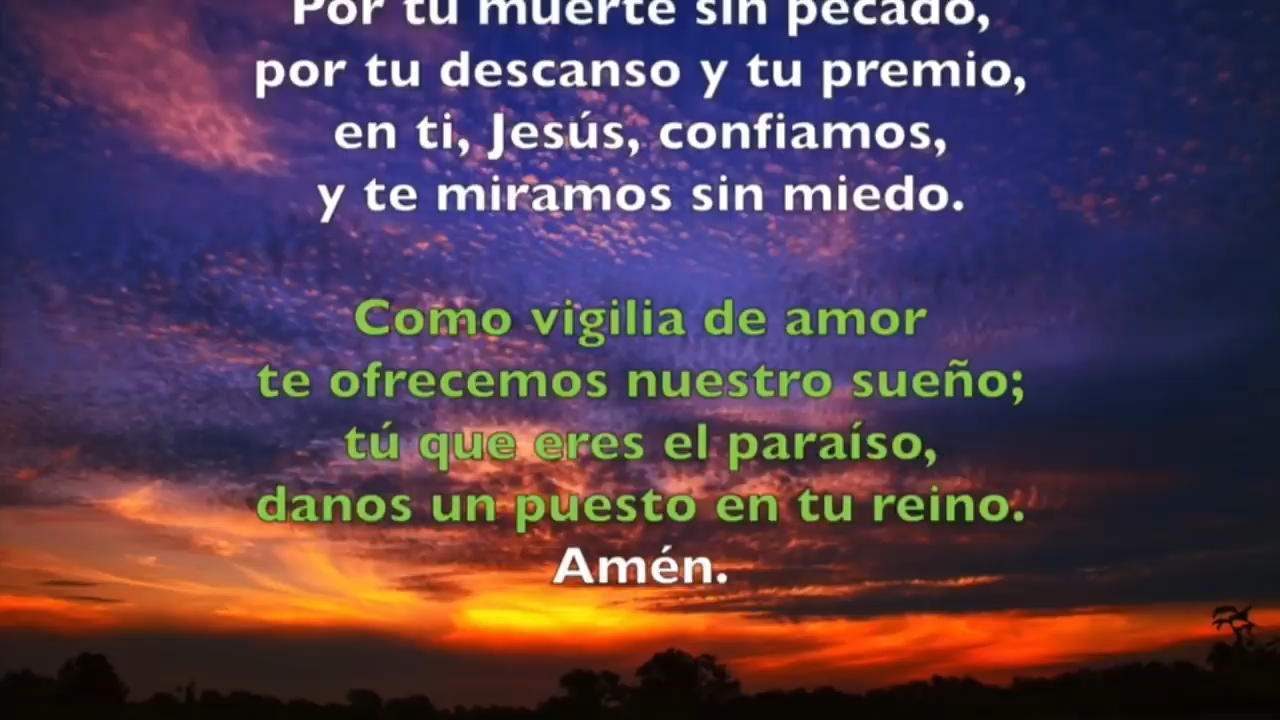 Por tu muerte sin pecado,
por tu descanso y tu premio,
en ti, Jesús, confiamos,
y te miramos sin miedo.
Como vigilia de amor
te ofrecemos nuestro sueño;
tú que eres el paraíso,
danos un puesto en tu reino.
Amén.